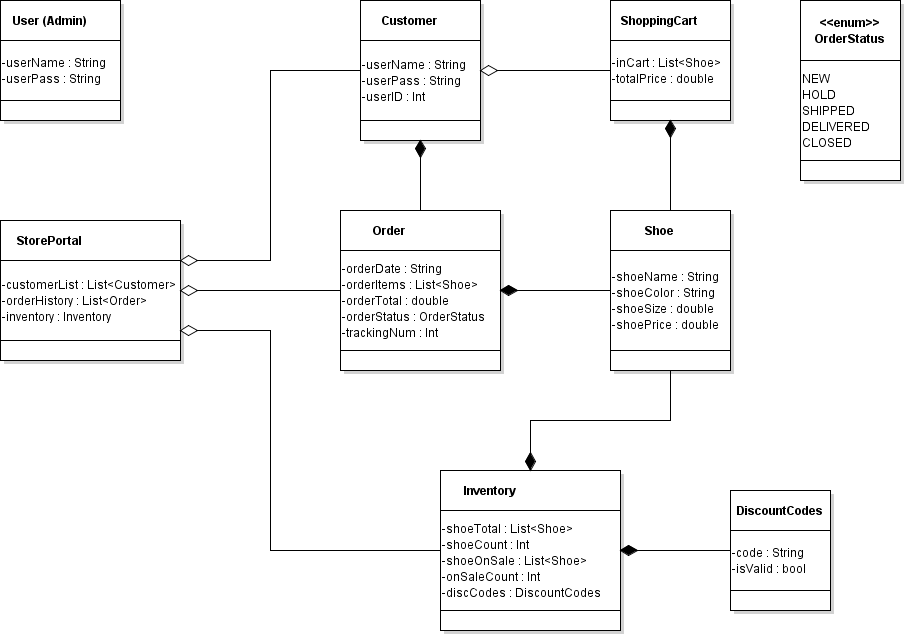 User (Admin)
-userName : String
-userPass : String
Customer
-userName : String
-userPass : String
-userID : Int
ShoppingCart
-inCart : List<Shoe>
-totalPrice : double
<<enum>>
OrderStatus
NEW
HOLD
SHIPPED
DELIVERED
CLOSED
StorePortal
-customerList : List<Customer>
-orderHistory : List<Order>
-inventory : Inventory
Order
-orderDate : String
-orderItems : List<Shoe>
-orderTotal : double
-orderStatus : OrderStatus
-trackingNum : Int
Shoe
-shoeName : String
-shoeColor : String
-shoeSize : double
-shoePrice : double
Inventory
-shoeTotal : List<Shoe>
-shoeCount : Int
-shoeOnSale : List<Shoe>
-onSaleCount : Int
-discCodes : DiscountCodes
DiscountCodes
-code : String
-isValid : bool